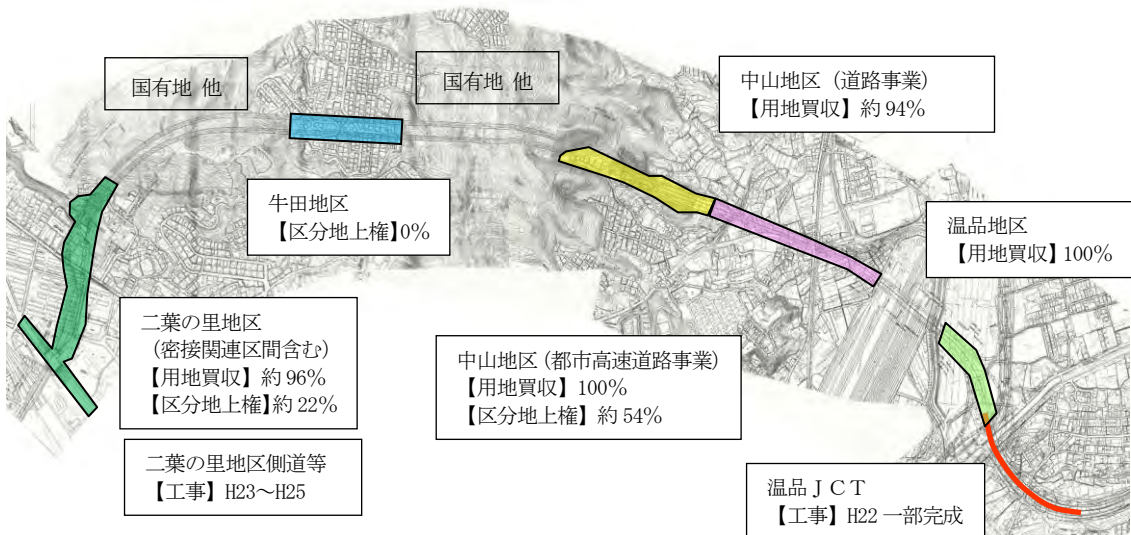 国有地 他
国有地 他
中山地区（道路事業）
【用地買収】約 94%
牛田地区
【区分地上権】0%
温品地区
【用地買収】100%
二葉の里地区
（密接関連区間含む）
【用地買収】約 96%
【区分地上権】約 22%
中山地区（都市高速道路事業）
【用地買収】100%
【区分地上権】約 54%
二葉の里地区側道等
【工事】H23～H25
温品ＪＣＴ
【工事】H22 一部完成